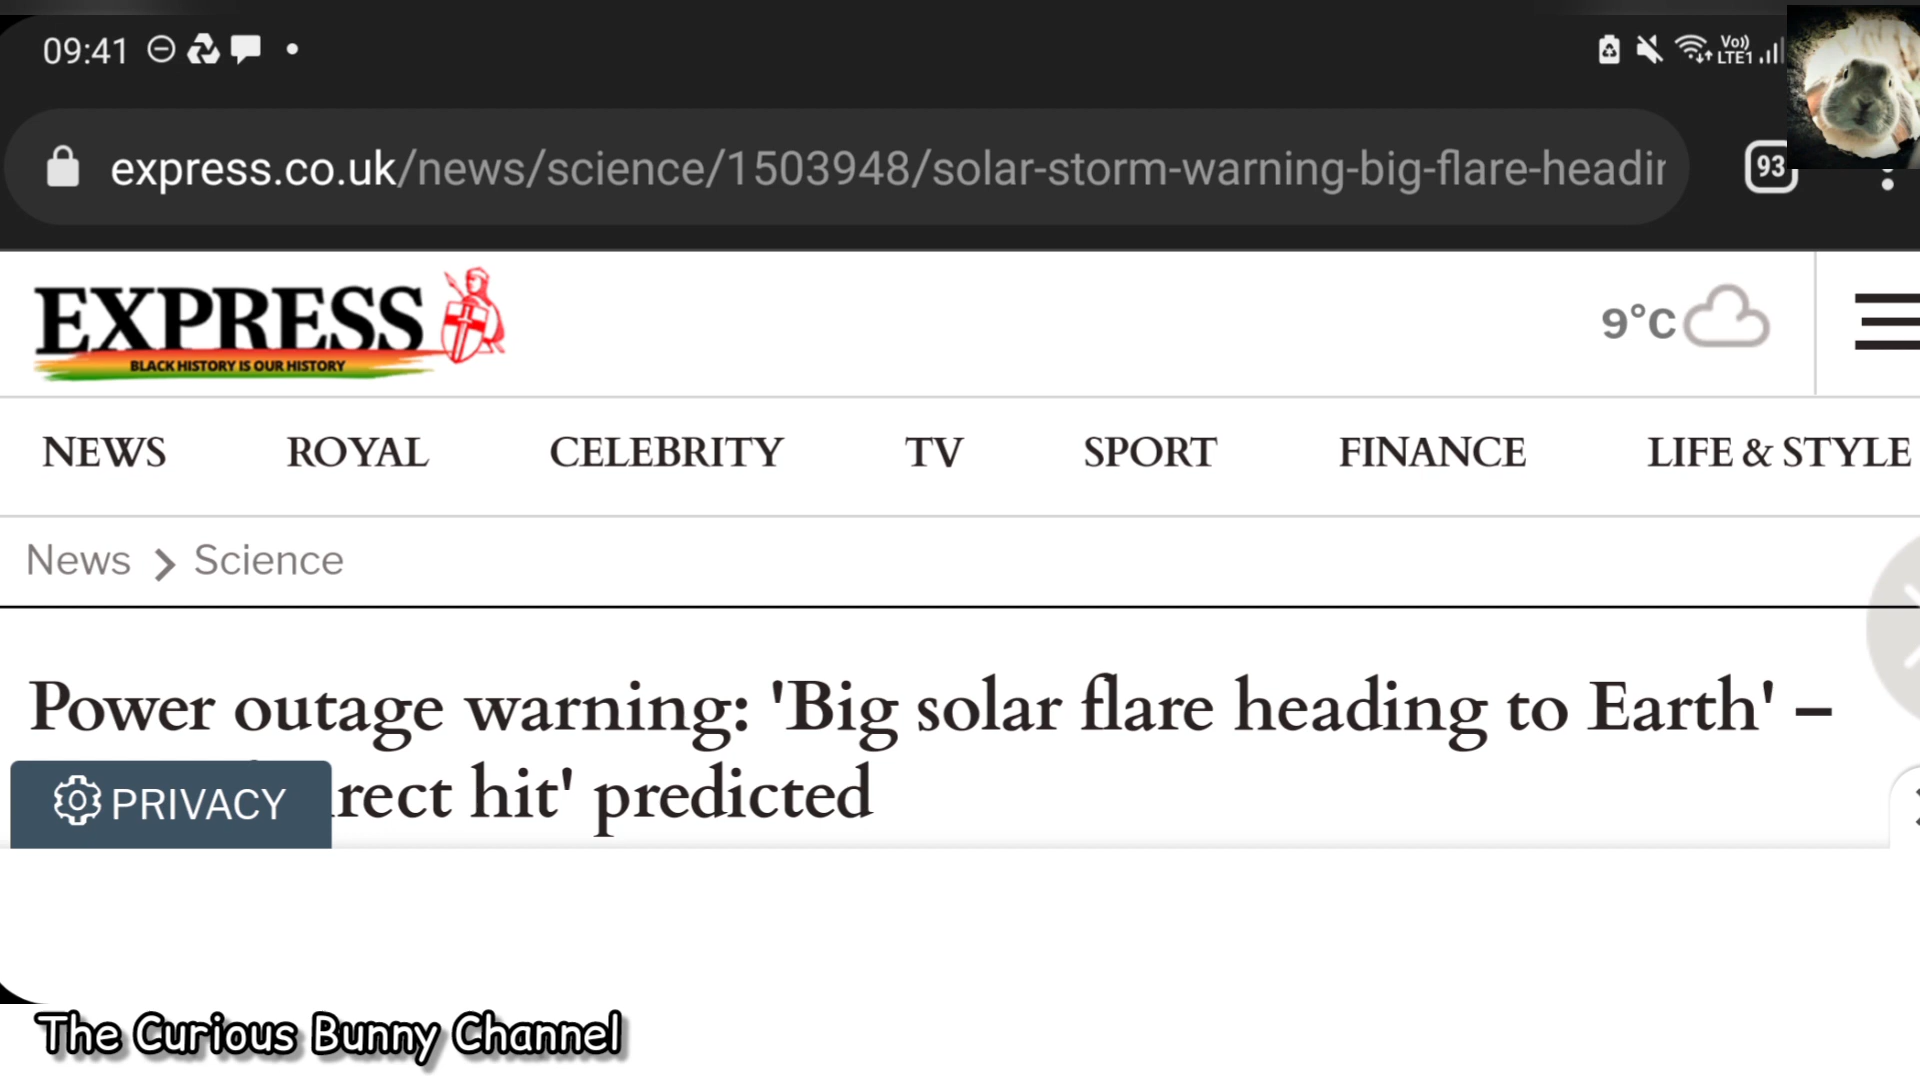 09:41
Vo)) LTE1
express.co.uk/news/science/1503948/solar-storm-warning-big-flare-headin
93
EXPRESS
BLACK HISTORY IS OUR HISTORY
9°C
NEWS ROYAL CELEBRITY TV SPORT FINANCE LIFE & STYLE
News > Science
Power outage warning: 'Big solar flare heading to Earth' –
rect hit' predicted
PRIVACY
The Curious Bunny Channel